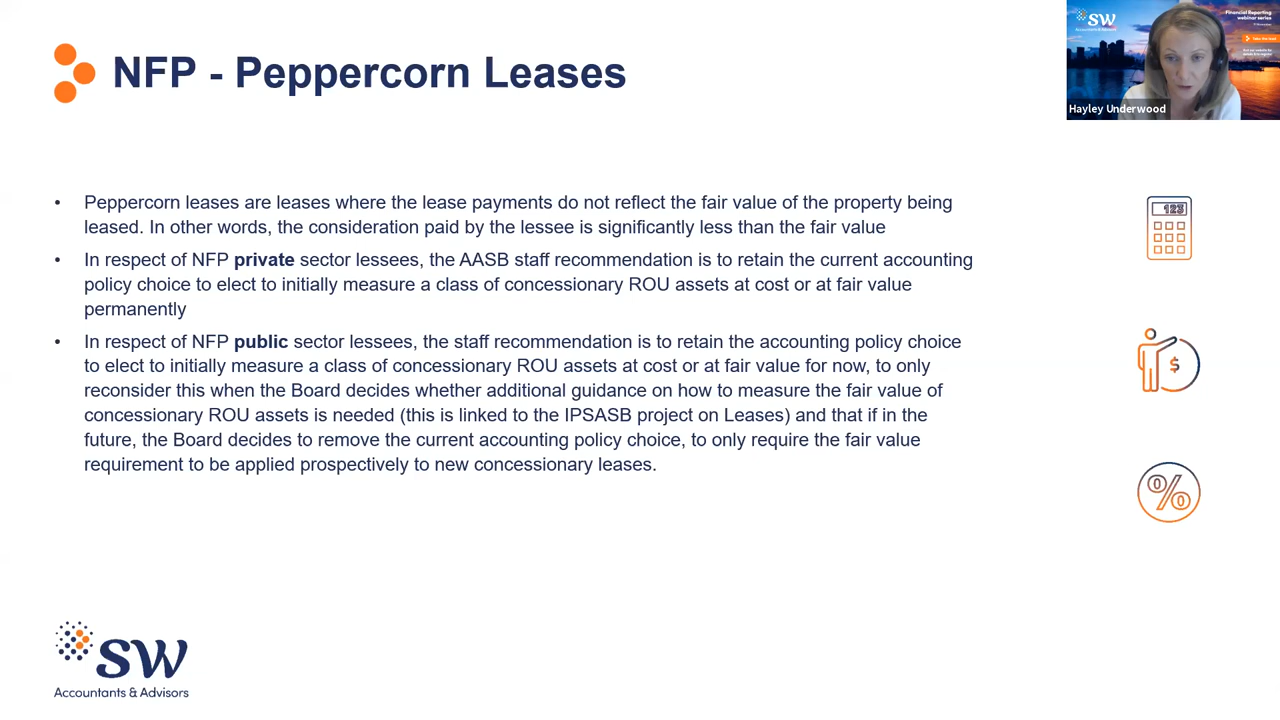 NFP - Peppercorn Leases
SW
Accountants & Advisors
Financial Reporting
webinar series
Hayley Underwood
• Peppercorn leases are leases where the lease payments do not reflect the fair value of the property being
leased. In other words, the consideration paid by the lessee is significantly less than the fair value
• In respect of NFP private sector lessees, the AASB staff recommendation is to retain the current accounting
policy choice to elect to initially measure a class of concessionary ROU assets at cost or at fair value
permanently
• In respect of NFP public sector lessees, the staff recommendation is to retain the accounting policy choice
to elect to initially measure a class of concessionary ROU assets at cost or at fair value for now, to only
reconsider this when the Board decides whether additional guidance on how to measure the fair value of
concessionary ROU assets is needed (this is linked to the IPSASB project on Leases) and that if in the
future, the Board decides to remove the current accounting policy choice, to only require the fair value
requirement to be applied prospectively to new concessionary leases.
123
$
%
SW
Accountants & Advisors